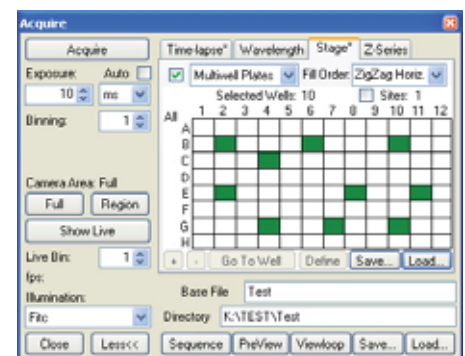 Acquire
Acquire
Time-lapse* Wavelength Stage* Z-Series
Exposure: Auto
Multiwell Plates Fill Order: ZigZag Horiz.
10 ms
Selected Wells: 10 Sites: 1
Binning: 1
All 1 2 3 4 5 6 7 8 9 10 11 12
A
B
C
D
E
F
G
H
Camera Area: Full
Full Region
Show Live
Live Bin: 1
+ - Go To Well Define Save... Load...
fps:
Illumination:
Base File Test
Fitc
Directory K:\TEST\Test
Close Less<< Sequence PreView Viewloop Save... Load...